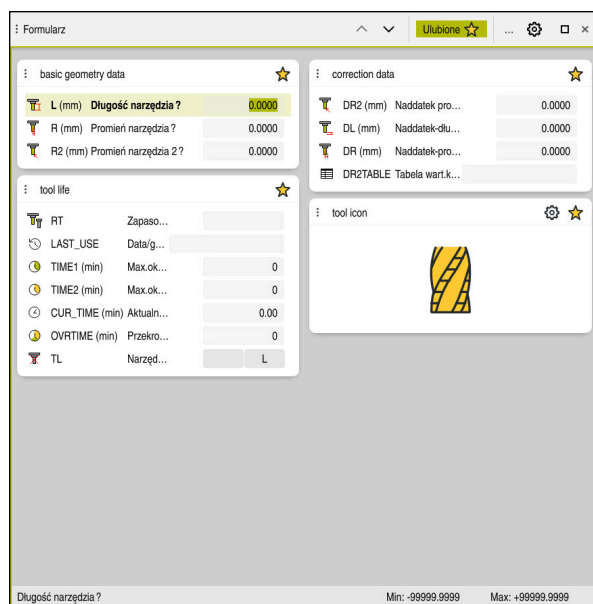 Formularz
Ulubione
...
basic geometry data
L (mm) Długość narzędzia? 0.0000
R (mm) Promień narzędzia? 0.0000
R2 (mm) Promień narzędzia 2? 0.0000
tool life
RT Zapaso...
LAST_USE Data/g...
TIME1 (min) Max.ok... 0
TIME2 (min) Max.ok... 0
CUR_TIME (min) Aktualn... 0.00
OVRTIME (min) Przekro... 0
TL Narzęd... L
correction data
DR2 (mm) Naddatek pro... 0.0000
DL (mm) Naddatek-dłu... 0.0000
DR (mm) Naddatek-pro... 0.0000
DR2TABLE Tabela wart.k...
tool icon
Długość narzędzia? Min: -99999.9999 Max: +99999.9999